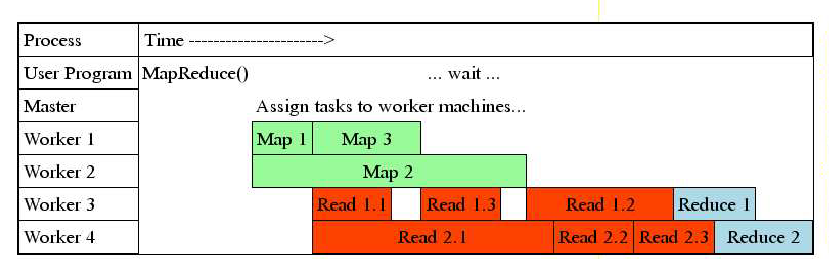 Process Time ---------------------->
User Program MapReduce() ... wait ...
Master Assign tasks to worker machines...
Worker 1 Map 1 Map 3
Worker 2 Map 2
Worker 3 Read 1.1 Read 1.3 Read 1.2 Reduce 1
Worker 4 Read 2.1 Read 2.2 Read 2.3 Reduce 2